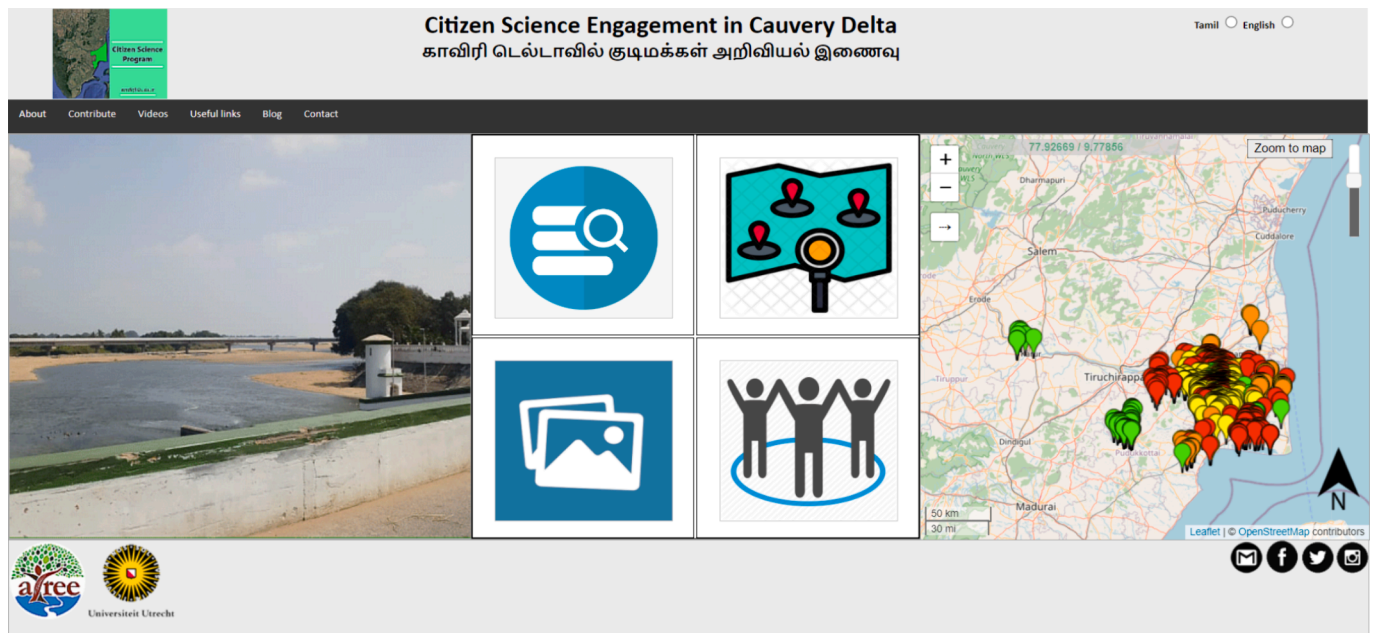 Citizen Science
Program
Citizen Science Engagement in Cauvery Delta
காவிரி டெல்டாவில் குடிமக்கள் அறிவியல் இணைவு
Tamil English
About Contribute Videos Useful links Blog Contact
77.92669 / 9.77856
Zoom to map
+
−
→
Dharmapuri
Puducherry
Cuddalore
Salem
Erode
Tiruppur
Tiruchirappa
Dindigul
Pudukkottai
Madurai
50 km
30 mi
N
Leaflet | © OpenStreetMap contributors
atree
Universiteit Utrecht